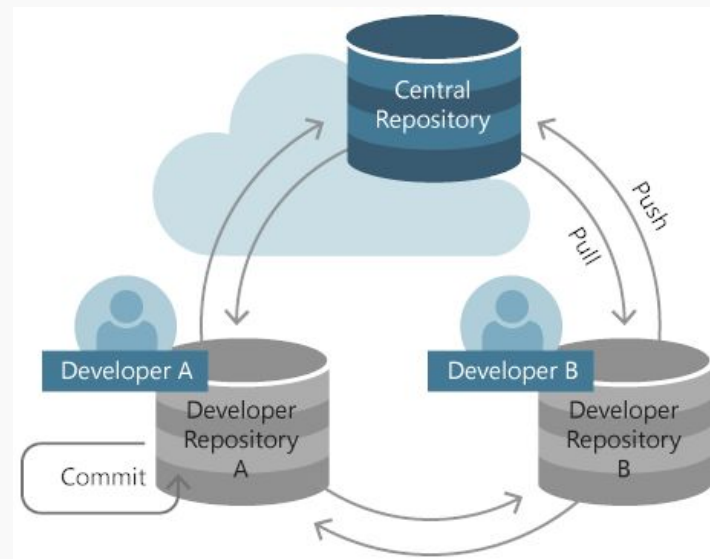 Central
Repository
Push
Pull
Developer A
Developer B
Developer
Repository
A
Developer
Repository
B
Commit